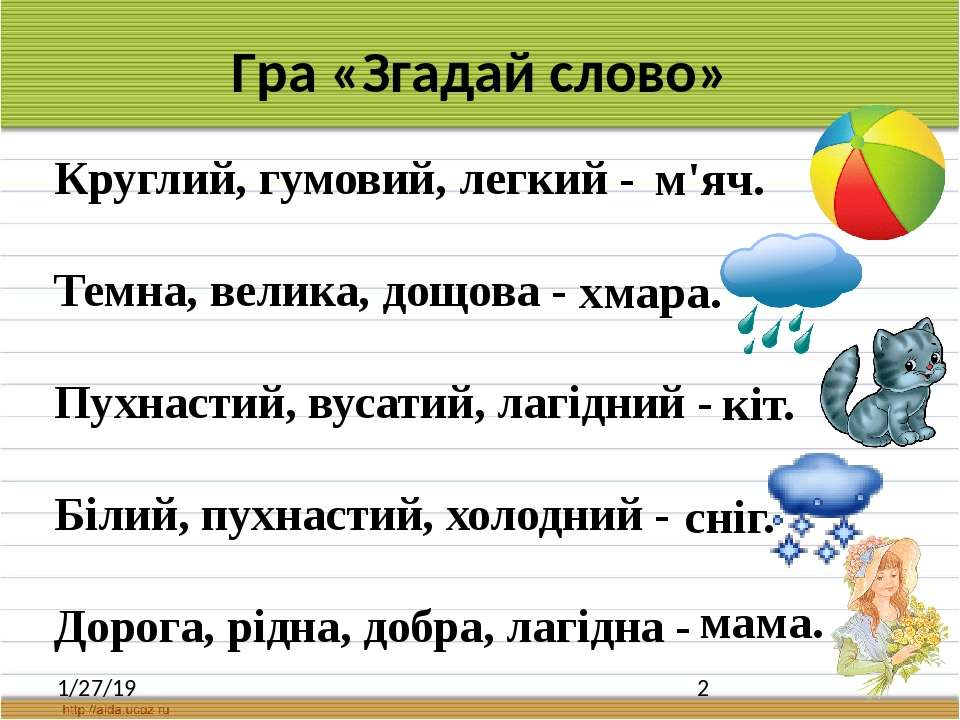 Гра «Згадай слово»
Круглий, гумовий, легкий - м'яч.
Темна, велика, дощова - хмара.
Пухнастий, вусатий, лагідний - кіт.
Білий, пухнастий, холодний - сніг.
Дорога, рідна, добра, лагідна - мама.
1/27/19 2
http://aida.ucoz.ru